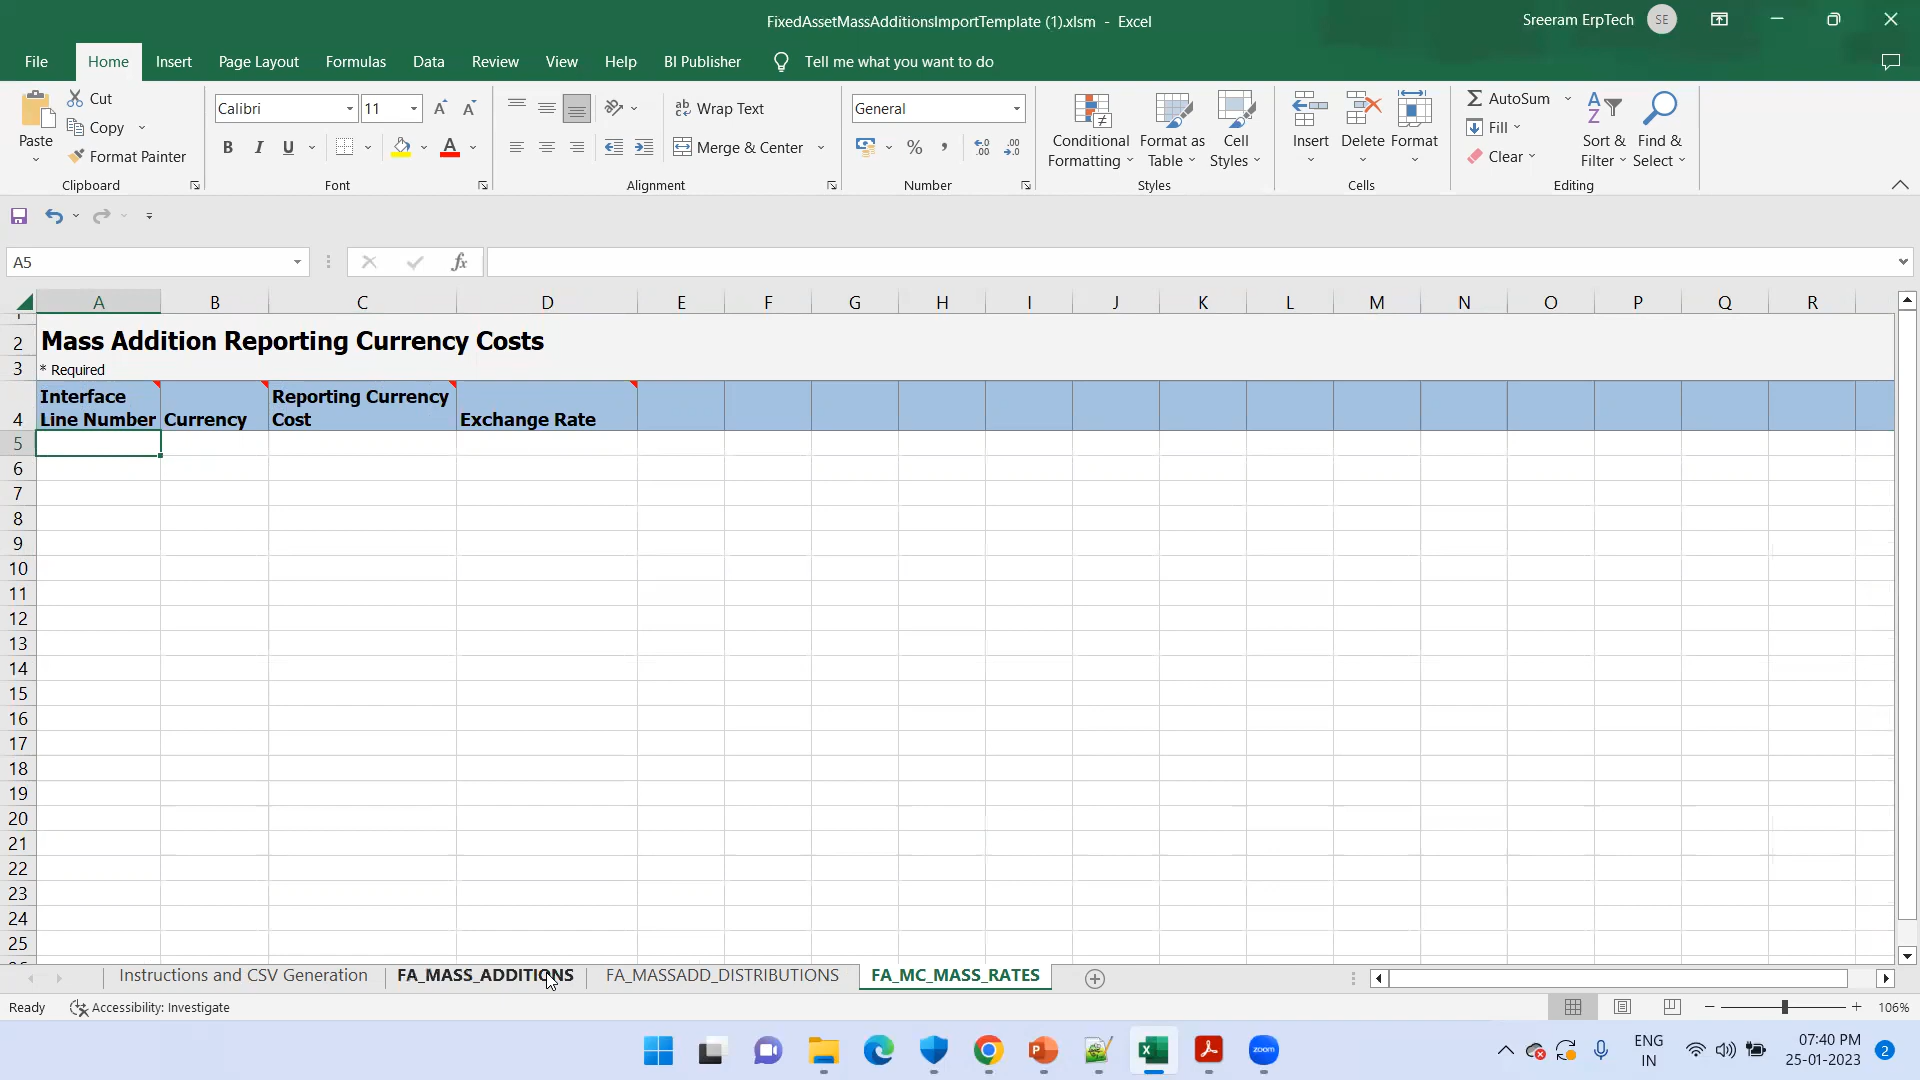 FixedAssetMassAdditionsImportTemplate (1).xlsm - Excel
Sreeram ErpTech
SE
File
Home
Insert
Page Layout
Formulas
Data
Review
View
Help
BI Publisher
Tell me what you want to do
Paste
Cut
Copy
Format Painter
Clipboard
Calibri
11
B I U
Font
Wrap Text
Merge & Center
Alignment
General
Number
Conditional Formatting
Format as Table
Cell Styles
Styles
Insert
Delete
Format
Cells
AutoSum
Fill
Clear
Sort & Filter
Find & Select
Editing
A5
fx
A B C D E F G H I J K L M N O P Q R
2 Mass Addition Reporting Currency Costs
3 * Required
4 Interface Line Number Currency Reporting Currency Cost Exchange Rate
5
6
7
8
9
10
11
12
13
14
15
16
17
18
19
20
21
22
23
24
25
Instructions and CSV Generation
FA_MASS_ADDITIONS
FA_MASSADD_DISTRIBUTIONS
FA_MC_MASS_RATES
Ready
Accessibility: Investigate
106%
zoom
ENG
IN
07:40 PM
25-01-2023
2